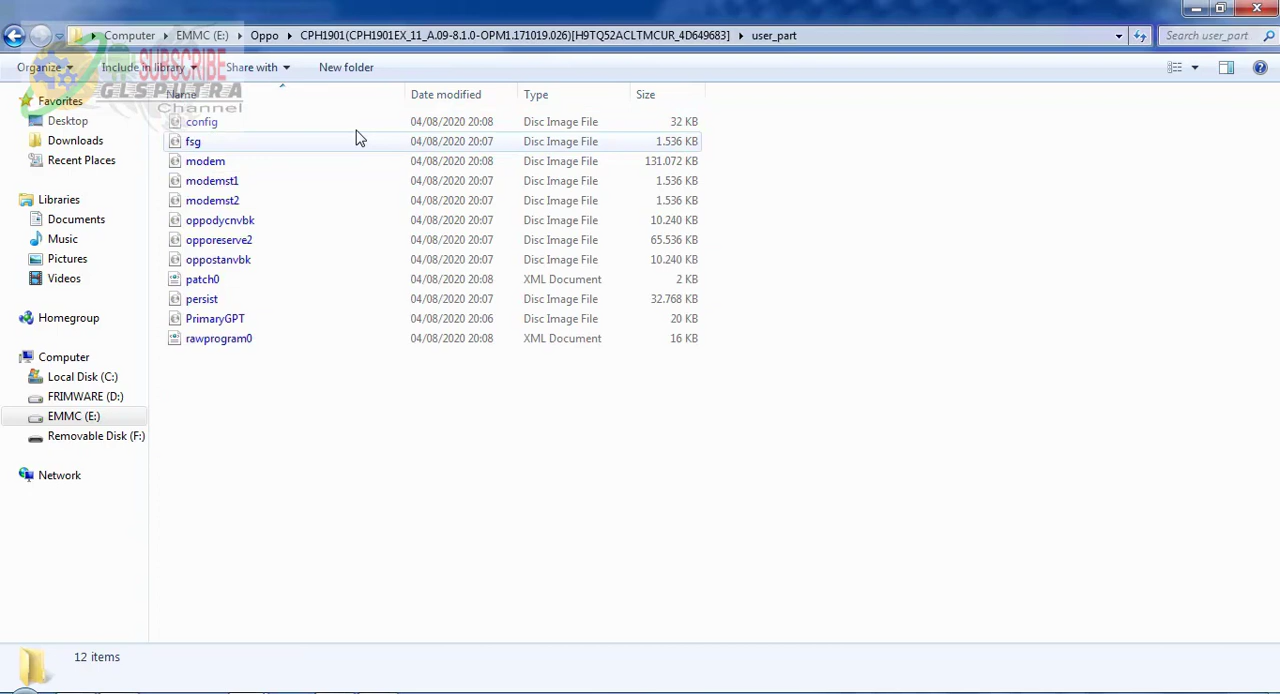 Computer EMMC (E:) Oppo CPH1901(CPH1901EX_11_A.09-8.1.0-OPM1.171019.026)[H9TQ52ACLTMCUR_4D649683] user_part
Search user_part
Organize Include in library Share with New folder
SUBSCRIBE
GLSPUTRA
Channel
Name Date modified Type Size
Favorites
Desktop
Downloads
Recent Places
Libraries
Documents
Music
Pictures
Videos
Homegroup
Computer
Local Disk (C:)
FRIMWARE (D:)
EMMC (E:)
Removable Disk (F:)
Network
config 04/08/2020 20:08 Disc Image File 32 KB
fsg 04/08/2020 20:07 Disc Image File 1.536 KB
modem 04/08/2020 20:08 Disc Image File 131.072 KB
modemst1 04/08/2020 20:07 Disc Image File 1.536 KB
modemst2 04/08/2020 20:07 Disc Image File 1.536 KB
oppodycnvbk 04/08/2020 20:07 Disc Image File 10.240 KB
opporeserve2 04/08/2020 20:07 Disc Image File 65.536 KB
oppostanvbk 04/08/2020 20:07 Disc Image File 10.240 KB
patch0 04/08/2020 20:08 XML Document 2 KB
persist 04/08/2020 20:07 Disc Image File 32.768 KB
PrimaryGPT 04/08/2020 20:06 Disc Image File 20 KB
rawprogram0 04/08/2020 20:08 XML Document 16 KB
12 items